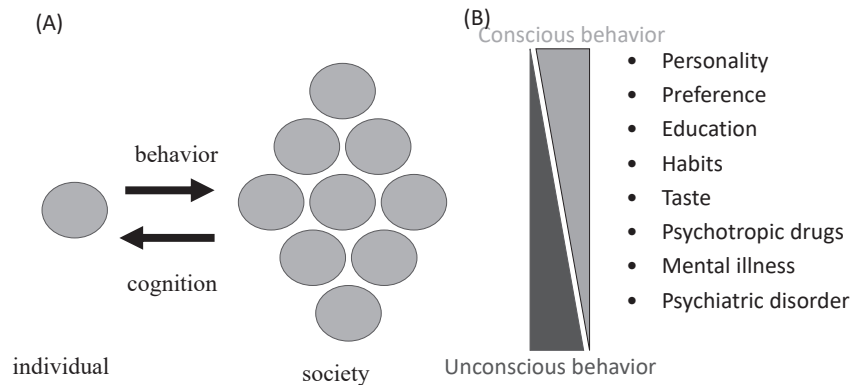 (A)
behavior
cognition
individual
society
(B)
Conscious behavior
• Personality
• Preference
• Education
• Habits
• Taste
• Psychotropic drugs
• Mental illness
• Psychiatric disorder
Unconscious behavior